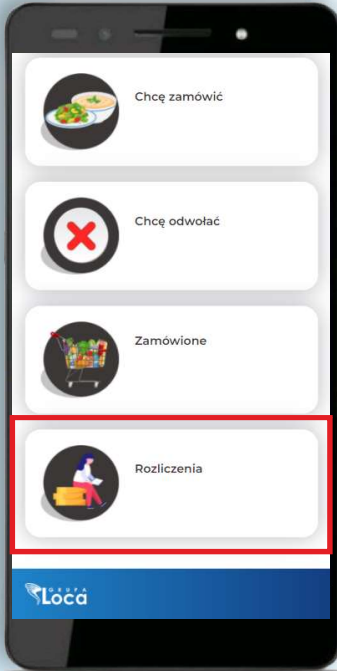 Chcę zamówić
Chcę odwołać
Zamówione
Rozliczenia
GRUPA
Loca